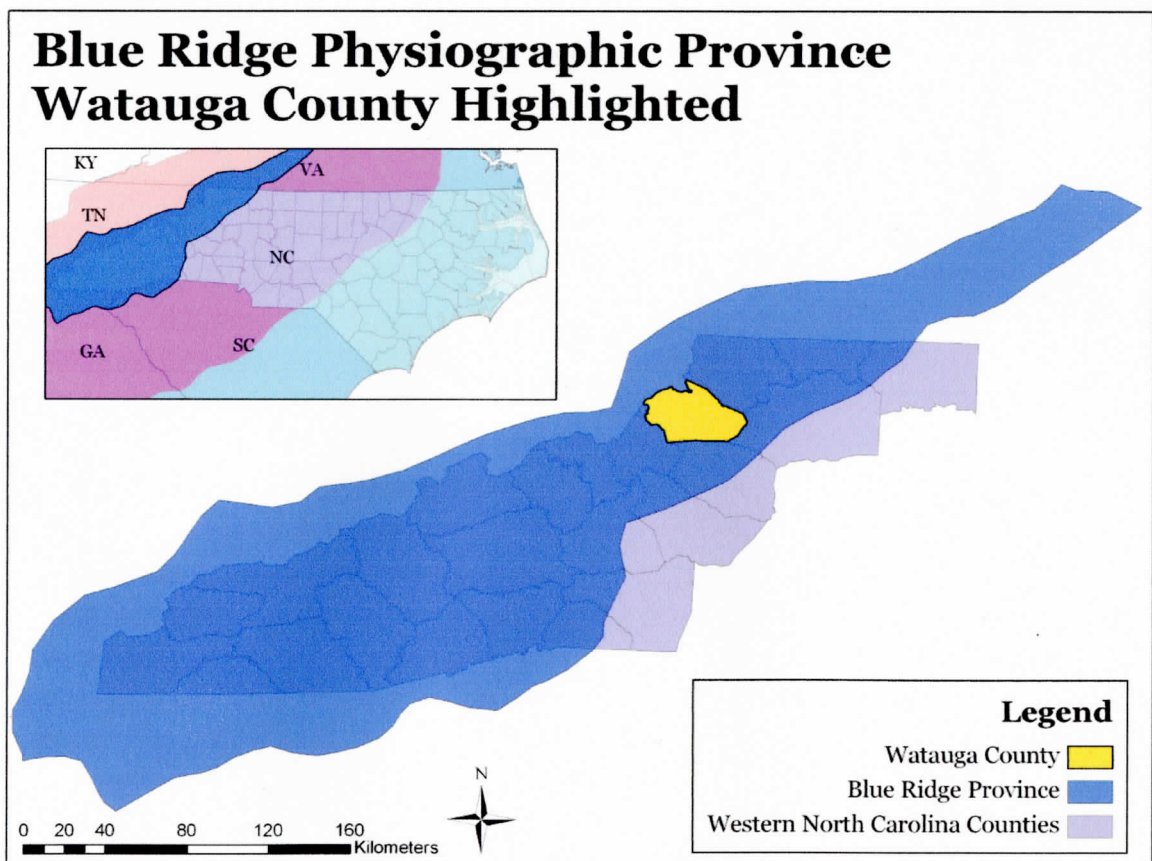 Blue Ridge Physiographic Province
Watauga County Highlighted
KY
VA
TN
NC
GA
SC
Legend
Watauga County
Blue Ridge Province
Western North Carolina Counties
N
0 20 40 80 120 160
Kilometers